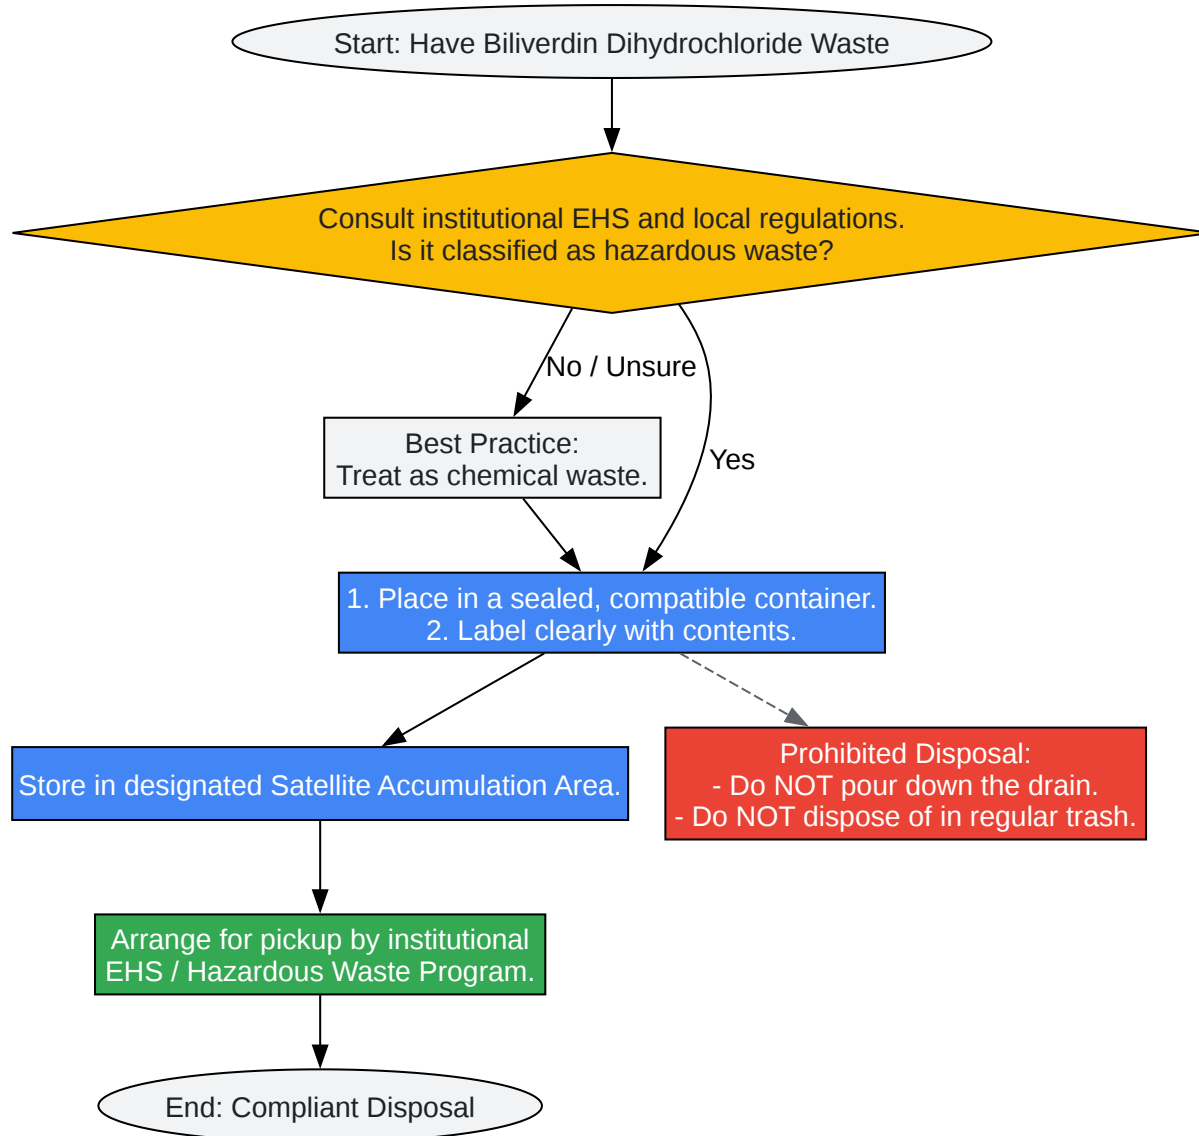 Start: Have Biliverdin Dihydrochloride Waste
Consult institutional EHS and local regulations.
Is it classified as hazardous waste?
No / Unsure
Best Practice:
Treat as chemical waste.
Yes
1. Place in a sealed, compatible container.
2. Label clearly with contents.
Store in designated Satellite Accumulation Area.
Prohibited Disposal:
- Do NOT pour down the drain.
- Do NOT dispose of in regular trash.
Arrange for pickup by institutional
EHS / Hazardous Waste Program.
End: Compliant Disposal